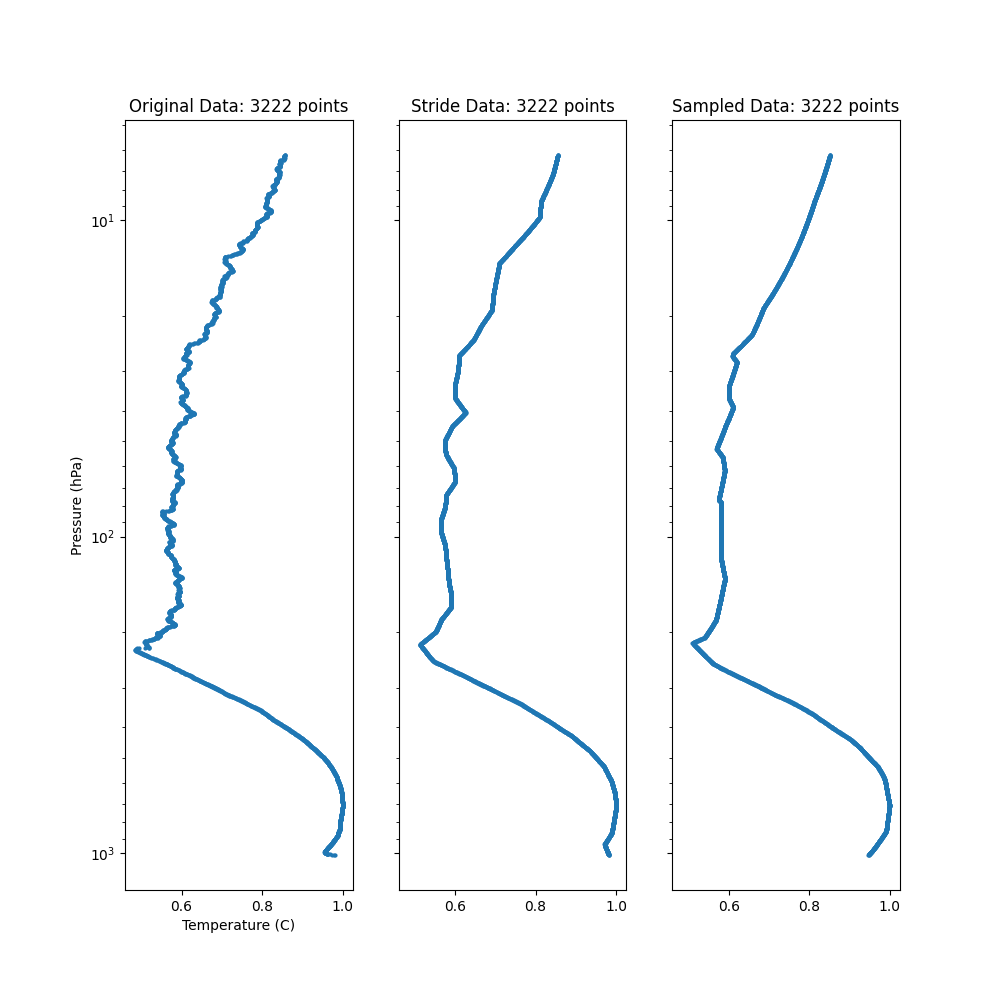 Original Data: 3222 points
Stride Data: 3222 points
Sampled Data: 3222 points
10¹
10²
10³
Pressure (hPa)
0.6 0.8 1.0
0.6 0.8 1.0
0.6 0.8 1.0
Temperature (C)